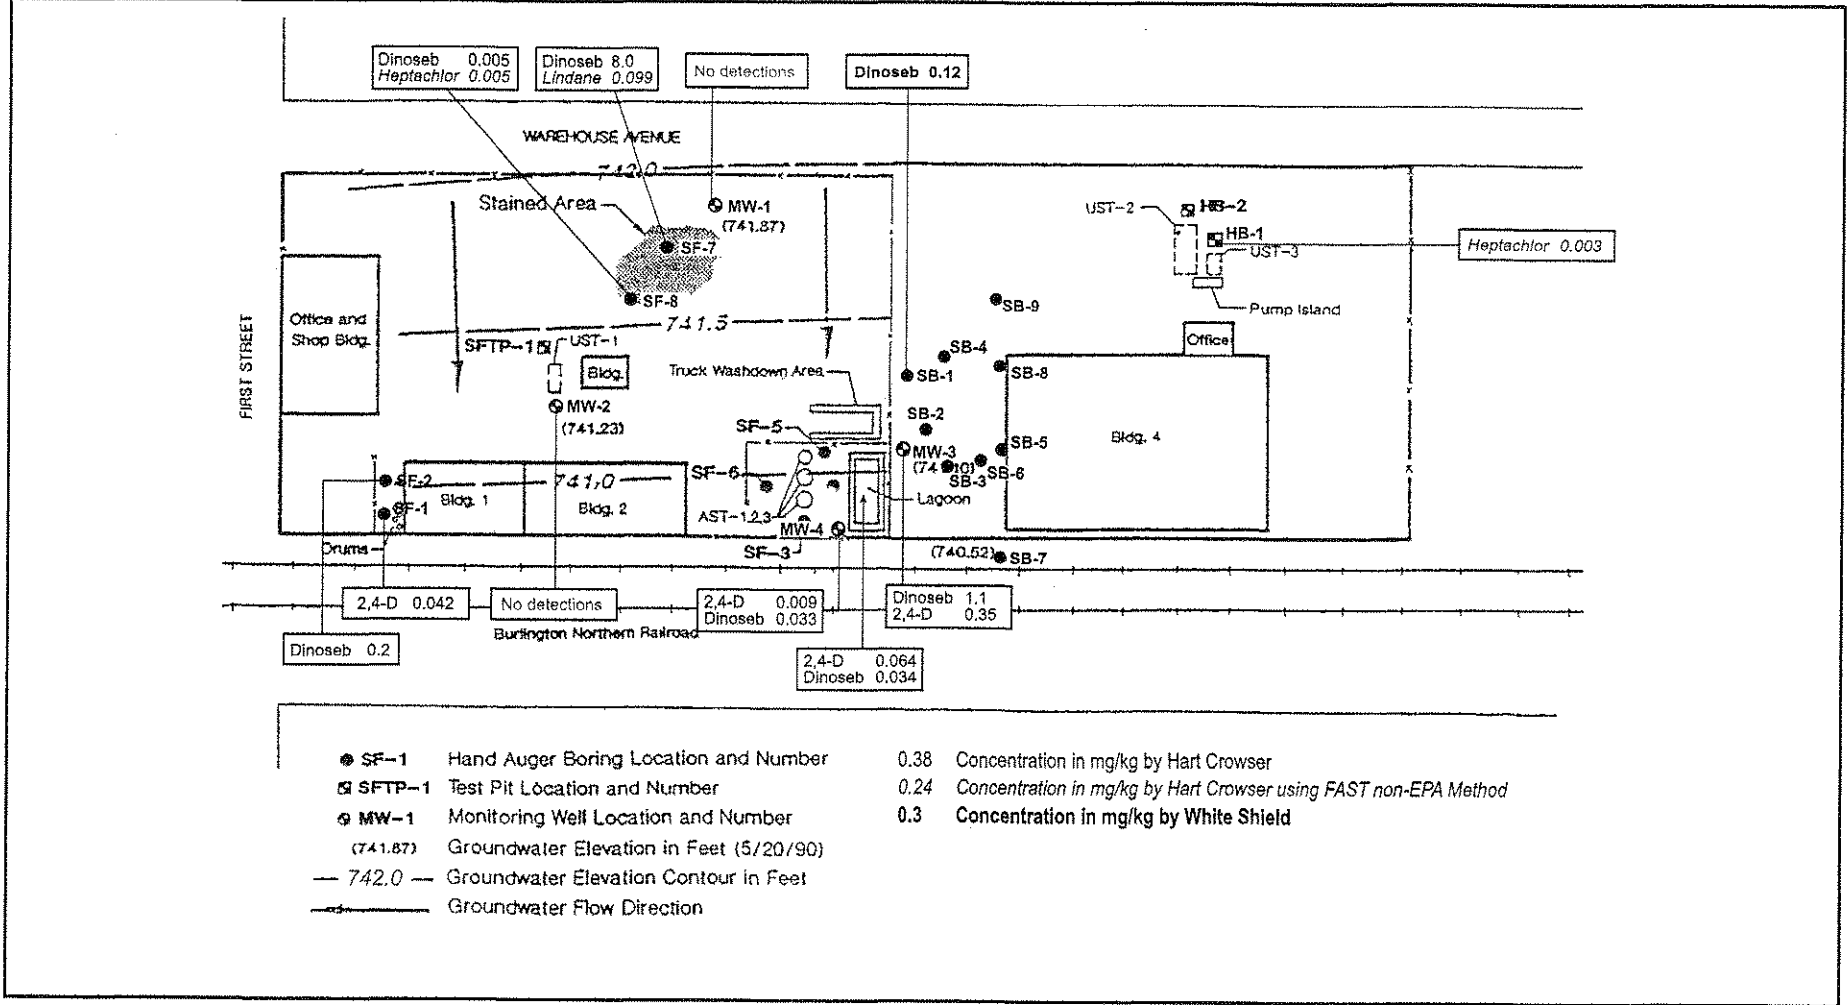 Dinoseb 0.005
Heptachlor 0.005
Dinoseb 8.0
Lindane 0.099
No detections
Dinoseb 0.12
WAREHOUSE AVENUE
742.0
Stained Area
MW-1
(741.87)
SF-7
SF-8
UST-2
HB-2
HB-1
UST-3
Heptachlor 0.003
Pump Island
SB-9
FIRST STREET
Office and
Shop Bldg.
741.5
SFTP-1
UST-1
Bldg.
Truck Washdown Area
SB-4
SB-1
SB-8
Office
MW-2
(741.23)
SB-2
SF-5
MW-3
SB-5
Bldg. 4
SF-6
SB-6
SB-3
SF-2
SF-1
Bldg. 1
741.0
Bldg. 2
Lagoon
AST-1,2,3
MW-4
Drums
SF-3
(740.52)
SB-7
2,4-D 0.042
No detections
2,4-D 0.009
Dinoseb 0.033
Dinoseb 1.1
2,4-D 0.35
Burlington Northern Railroad
Dinoseb 0.2
2,4-D 0.064
Dinoseb 0.034
SF-1 Hand Auger Boring Location and Number
SFTP-1 Test Pit Location and Number
MW-1 Monitoring Well Location and Number
(741.87) Groundwater Elevation in Feet (5/20/90)
742.0 Groundwater Elevation Contour in Feet
Groundwater Flow Direction
0.38 Concentration in mg/kg by Hart Crowser
0.24 Concentration in mg/kg by Hart Crowser using FAST non-EPA Method
0.3 Concentration in mg/kg by White Shield